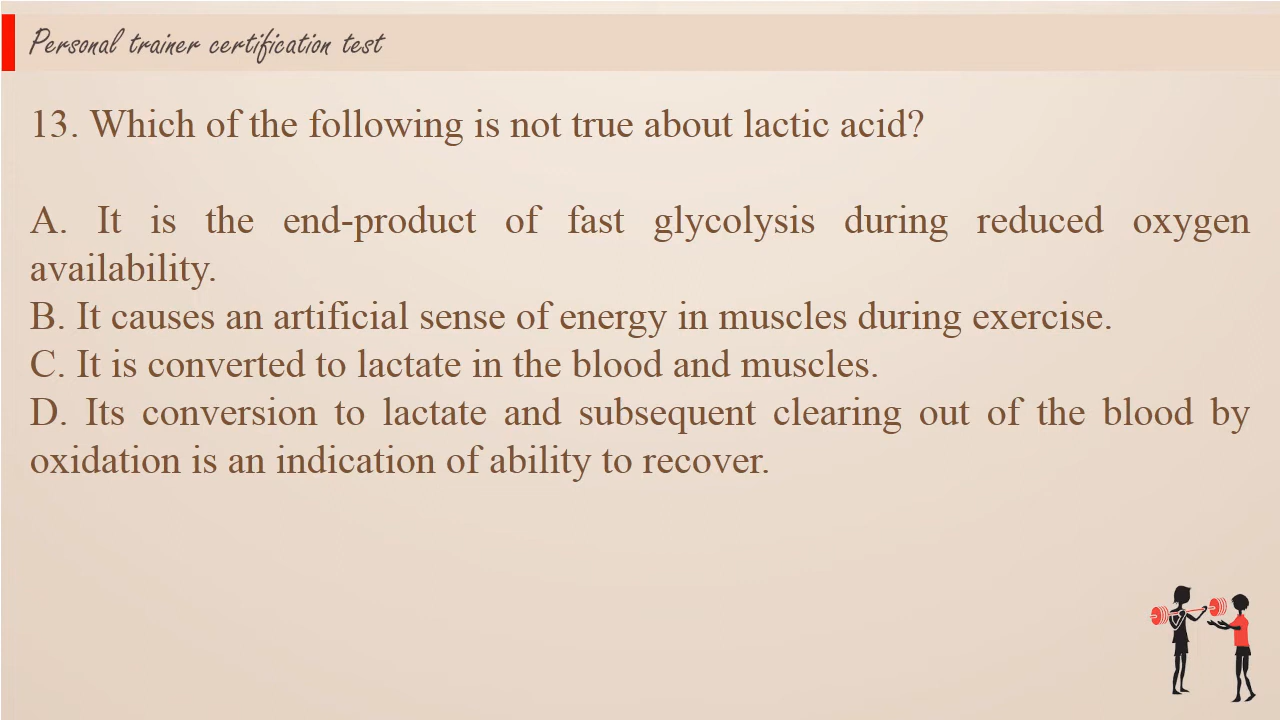 Personal trainer certification test
13. Which of the following is not true about lactic acid?
A. It is the end-product of fast glycolysis during reduced oxygen
availability.
B. It causes an artificial sense of energy in muscles during exercise.
C. It is converted to lactate in the blood and muscles.
D. Its conversion to lactate and subsequent clearing out of the blood by
oxidation is an indication of ability to recover.